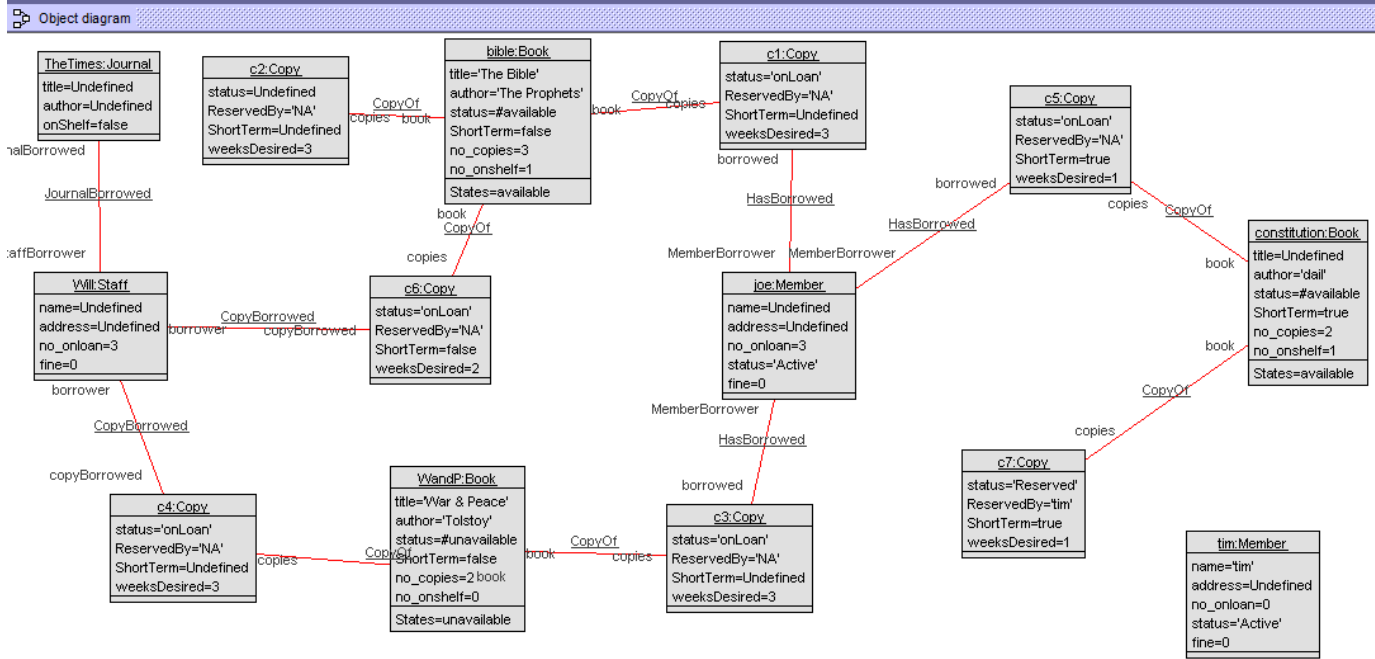 Object diagram
TheTimes:Journal
title=Undefined
author=Undefined
onShelf=false
nalBorrowed
JournalBorrowed
taffBorrower
c2:Copy
status=Undefined
ReservedBy='NA'
ShortTerm=Undefined
weeksDesired=3
CopyOf
copies
book
bible:Book
title='The Bible'
author='The Prophets'
status=#available
ShortTerm=false
no_copies=3
no_onshelf=1
States=available
book
CopyOf
copies
c1:Copy
status='onLoan'
ReservedBy='NA'
ShortTerm=Undefined
weeksDesired=3
borrowed
HasBorrowed
MemberBorrower
MemberBorrower
c5:Copy
status='onLoan'
ReservedBy='NA'
ShortTerm=true
weeksDesired=1
borrowed
HasBorrowed
copies
CopyOf
book
constitution:Book
title=Undefined
author='dail'
status=#available
ShortTerm=true
no_copies=2
no_onshelf=1
States=available
book
CopyOf
copies
book
CopyOf
copies
Will:Staff
name=Undefined
address=Undefined
no_onloan=3
fine=0
borrower
CopyBorrowed
copyBorrowed
c6:Copy
status='onLoan'
ReservedBy='NA'
ShortTerm=false
weeksDesired=2
joe:Member
name=Undefined
address=Undefined
no_onloan=3
status='Active'
fine=0
MemberBorrower
HasBorrowed
borrowed
borrower
CopyBorrowed
copyBorrowed
c4:Copy
status='onLoan'
ReservedBy='NA'
ShortTerm=Undefined
weeksDesired=3
copies
CopyOf
book
WandP:Book
title='War & Peace'
author='Tolstoy'
status=#unavailable
ShortTerm=false
no_copies=2
no_onshelf=0
States=unavailable
book
CopyOf
copies
c3:Copy
status='onLoan'
ReservedBy='NA'
ShortTerm=Undefined
weeksDesired=3
c7:Copy
status='Reserved'
ReservedBy='tim'
ShortTerm=true
weeksDesired=1
tim:Member
name='tim'
address=Undefined
no_onloan=0
status='Active'
fine=0